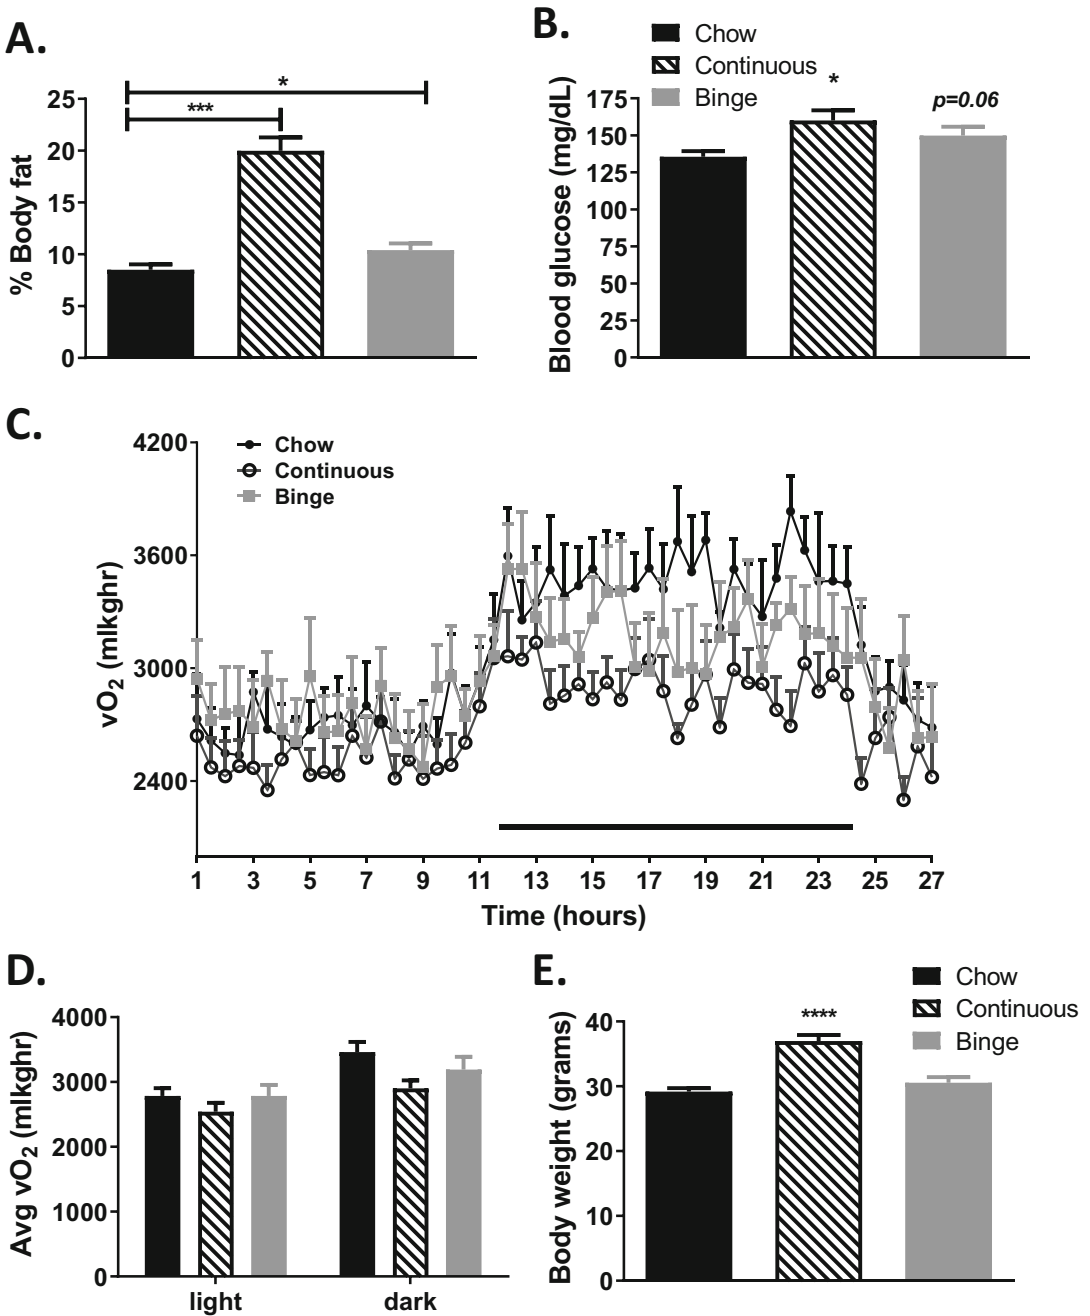 A.
*
***
25
20
15
10
5
0
% Body fat
B.
Chow
Continuous
Binge
*
p=0.06
175
150
125
100
75
50
25
0
Blood glucose (mg/dL)
C.
Chow
Continuous
Binge
4200
3600
3000
2400
vO2 (mlkghr)
1 3 5 7 9 11 13 15 17 19 21 23 25 27
Time (hours)
D.
4000
3000
2000
1000
0
Avg vO2 (mlkghr)
light dark
E.
Chow
Continuous
Binge
****
40
30
20
10
0
Body weight (grams)